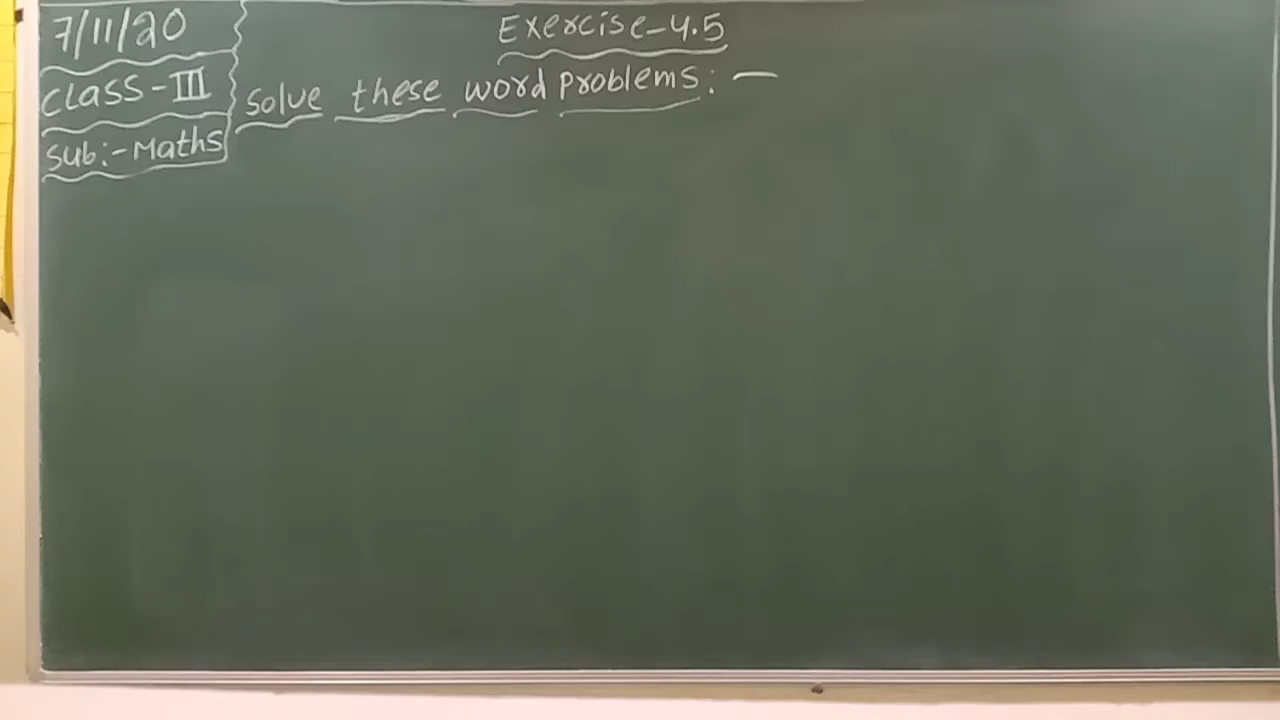 7/11/20
Exercise-4.5
Class-III
Solve these word problems:-
Sub:-Maths